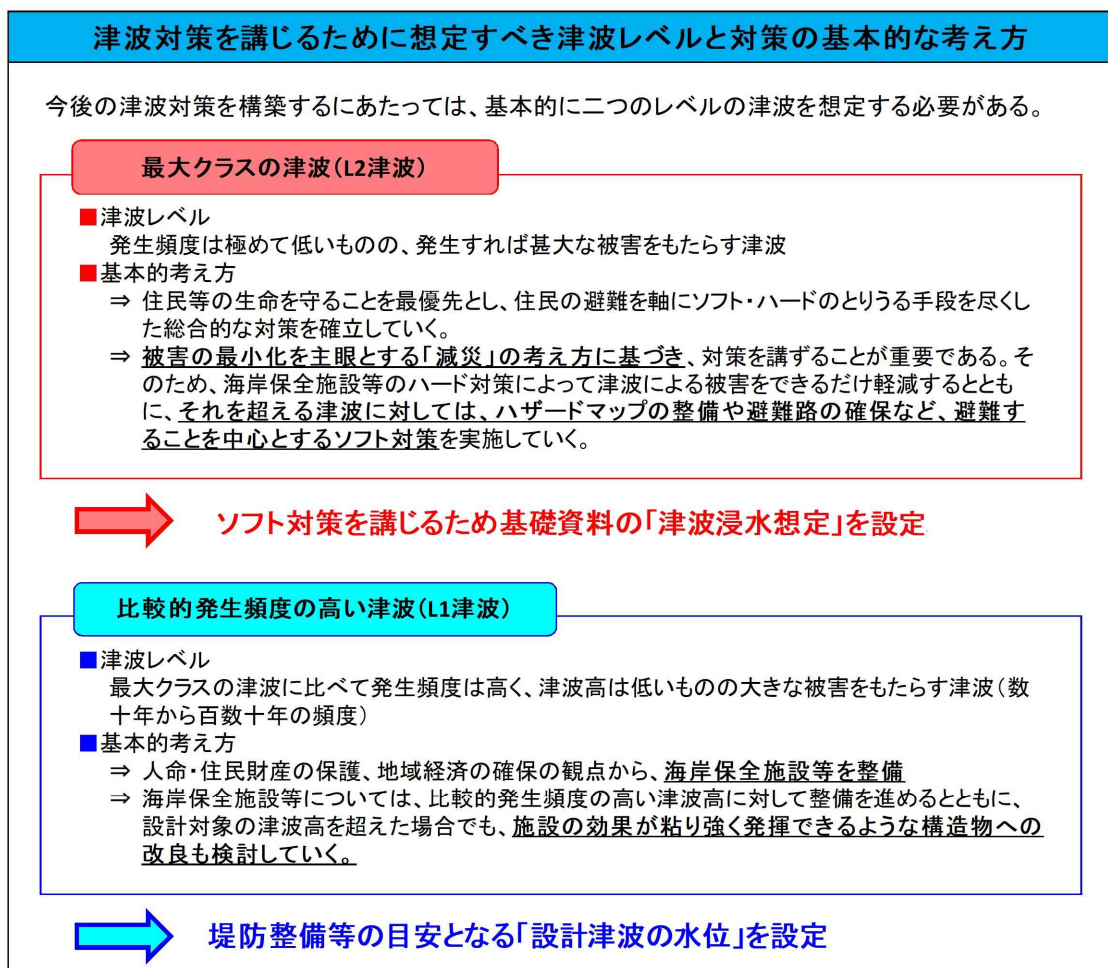 津波対策を講じるために想定すべき津波レベルと対策の基本的な考え方
今後の津波対策を構築するにあたっては、基本的に二つのレベルの津波を想定する必要がある。
最大クラスの津波(L2津波)
■津波レベル
発生頻度は極めて低いものの、発生すれば甚大な被害をもたらす津波
■基本的考え方
⇒ 住民等の生命を守ることを最優先とし、住民の避難を軸にソフト・ハードのとりうる手段を尽くし
た総合的な対策を確立していく。
⇒ 被害の最小化を主眼とする「減災」の考え方に基づき、対策を講ずることが重要である。そ
のため、海岸保全施設等のハード対策によって津波による被害をできるだけ軽減するととも
に、それを超える津波に対しては、ハザードマップの整備や避難路の確保など、避難す
ることを中心とするソフト対策を実施していく。
ソフト対策を講じるため基礎資料の「津波浸水想定」を設定
比較的発生頻度の高い津波(L1津波)
■津波レベル
最大クラスの津波に比べて発生頻度は高く、津波高は低いものの大きな被害をもたらす津波(数
十年から百数十年の頻度)
■基本的考え方
⇒ 人命・住民財産の保護、地域経済の確保の観点から、海岸保全施設等を整備
⇒ 海岸保全施設等については、比較的発生頻度の高い津波高に対して整備を進めるとともに、
設計対象の津波高を超えた場合でも、施設の効果が粘り強く発揮できるような構造物への
改良も検討していく。
堤防整備等の目安となる「設計津波の水位」を設定